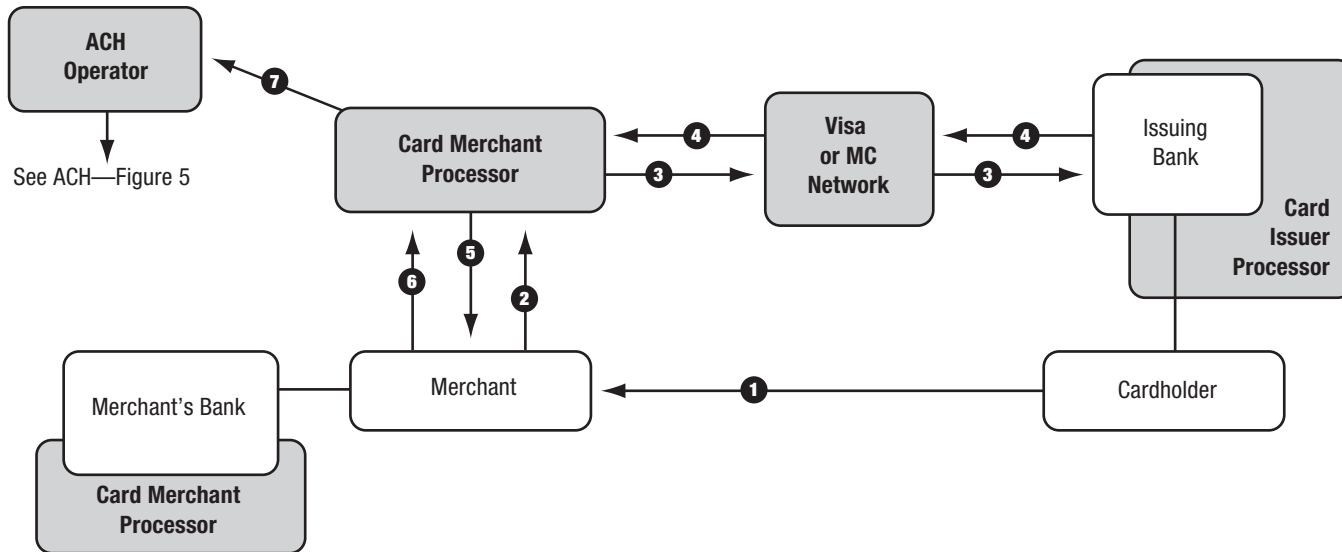 ACH
Operator
7
See ACH—Figure 5
Card Merchant
Processor
4
3
Visa
or MC
Network
4
3
Issuing
Bank
Card
Issuer
Processor
6
5
2
Merchant's Bank
Card Merchant
Processor
Merchant
1
Cardholder